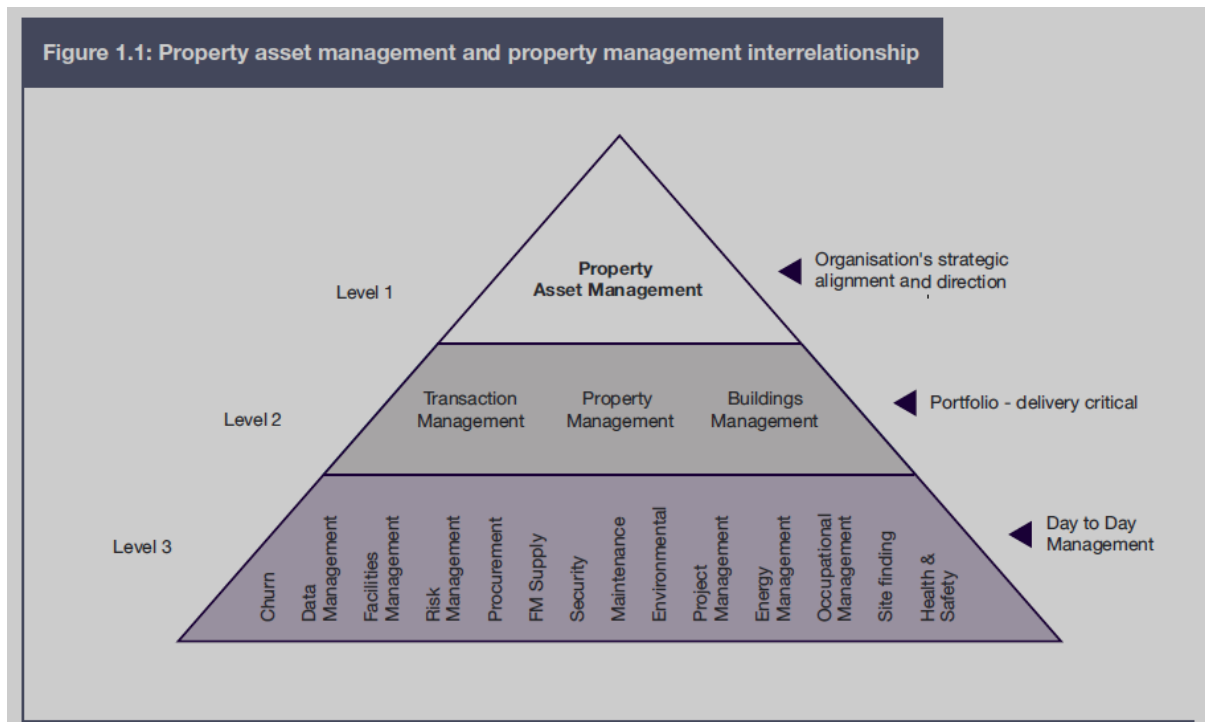 Figure 1.1: Property asset management and property management interrelationship
Property
Asset Management
Level 1
Organisation's strategic
alignment and direction
Transaction
Management
Property
Management
Buildings
Management
Level 2
Portfolio - delivery critical
Level 3
Churn
Data
Management
Facilities
Management
Risk
Management
Procurement
FM Supply
Security
Maintenance
Environmental
Project
Management
Energy
Management
Occupational
Management
Site finding
Health &
Safety
Day to Day
Management